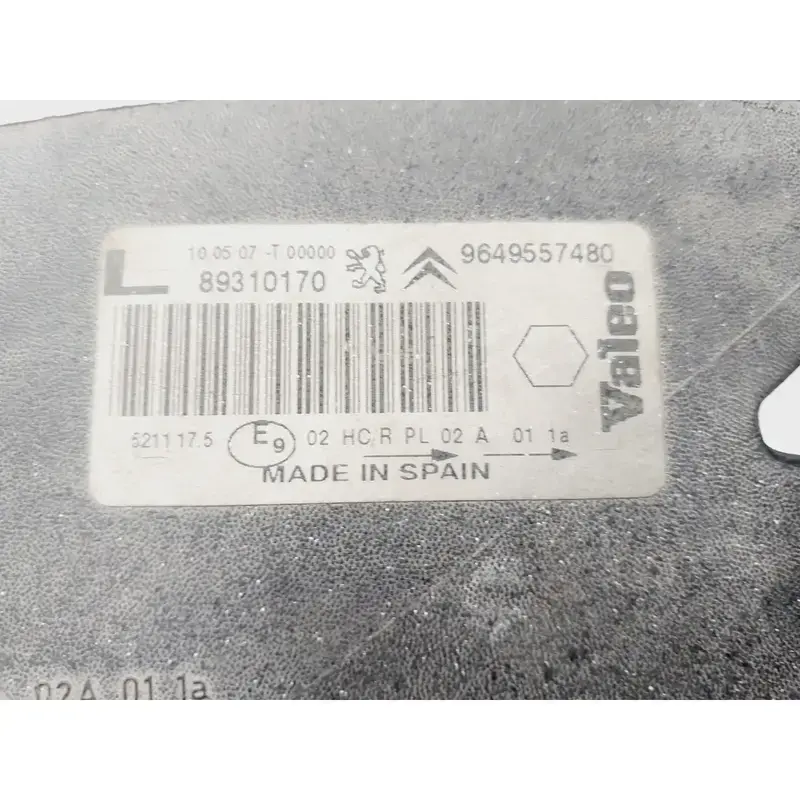 L
10 05 07 -T 00000
89310170
9649557480
Valeo
5211 17.5
E9
02 HC/R PL 02 A 01 1a
MADE IN SPAIN
02A 01 1a